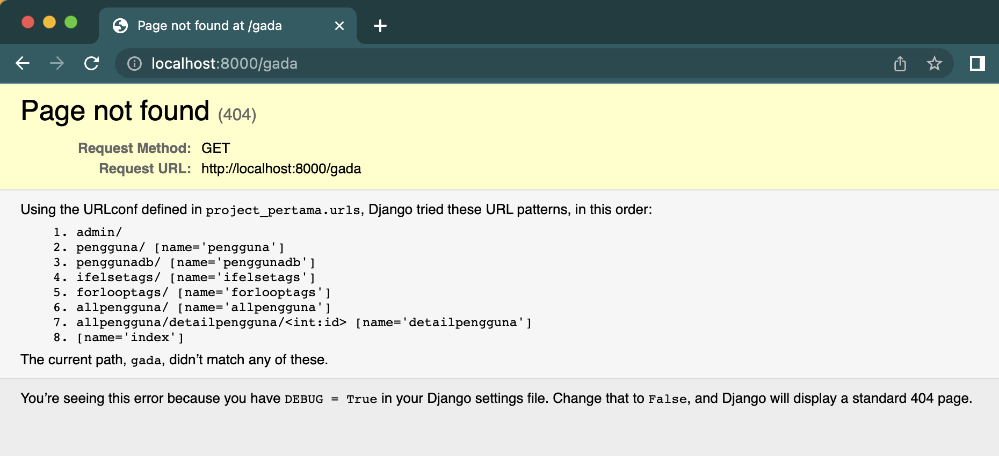 Page not found at /gada
localhost:8000/gada
Page not found (404)
Request Method: GET
Request URL: http://localhost:8000/gada
Using the URLconf defined in project_pertama.urls, Django tried these URL patterns, in this order:
1. admin/
2. pengguna/ [name='pengguna']
3. penggunadb/ [name='penggunadb']
4. ifelsetags/ [name='ifelsetags']
5. forlooptags/ [name='forlooptags']
6. allpengguna/ [name='allpengguna']
7. allpengguna/detailpengguna/<int:id> [name='detailpengguna']
8. [name='index']
The current path, gada, didn’t match any of these.
You’re seeing this error because you have DEBUG = True in your Django settings file. Change that to False, and Django will display a standard 404 page.